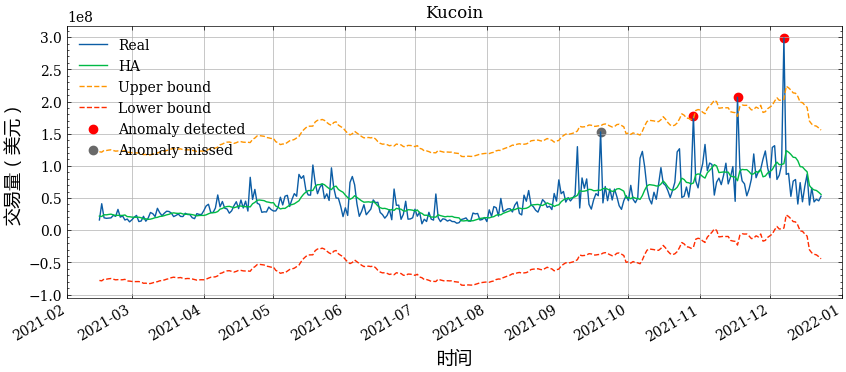 Kucoin
1e8
3.0
2.5
2.0
1.5
1.0
0.5
0.0
−0.5
−1.0
Real
HA
Upper bound
Lower bound
Anomaly detected
Anomaly missed
交易量（美元）
2021-02
2021-03
2021-04
2021-05
2021-06
2021-07
2021-08
2021-09
2021-10
2021-11
2021-12
2022-01
时间